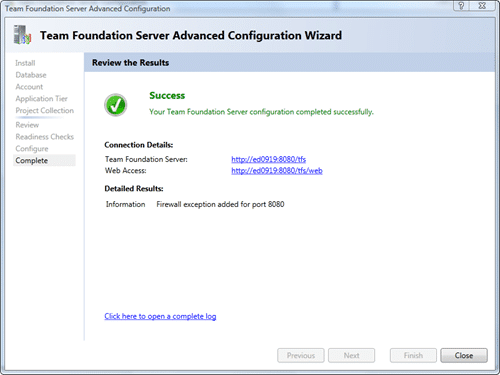 Team Foundation Server Advanced Configuration
Team Foundation Server Advanced Configuration Wizard
Install
Database
Account
Application Tier
Project Collection
Review
Readiness Checks
Configure
Complete
Review the Results
Success
Your Team Foundation Server configuration completed successfully.
Connection Details:
Team Foundation Server: http://ed0919:8080/tfs
Web Access: http://ed0919:8080/tfs/web
Detailed Results:
Information Firewall exception added for port 8080
Click here to open a complete log
Previous Next Finish Close